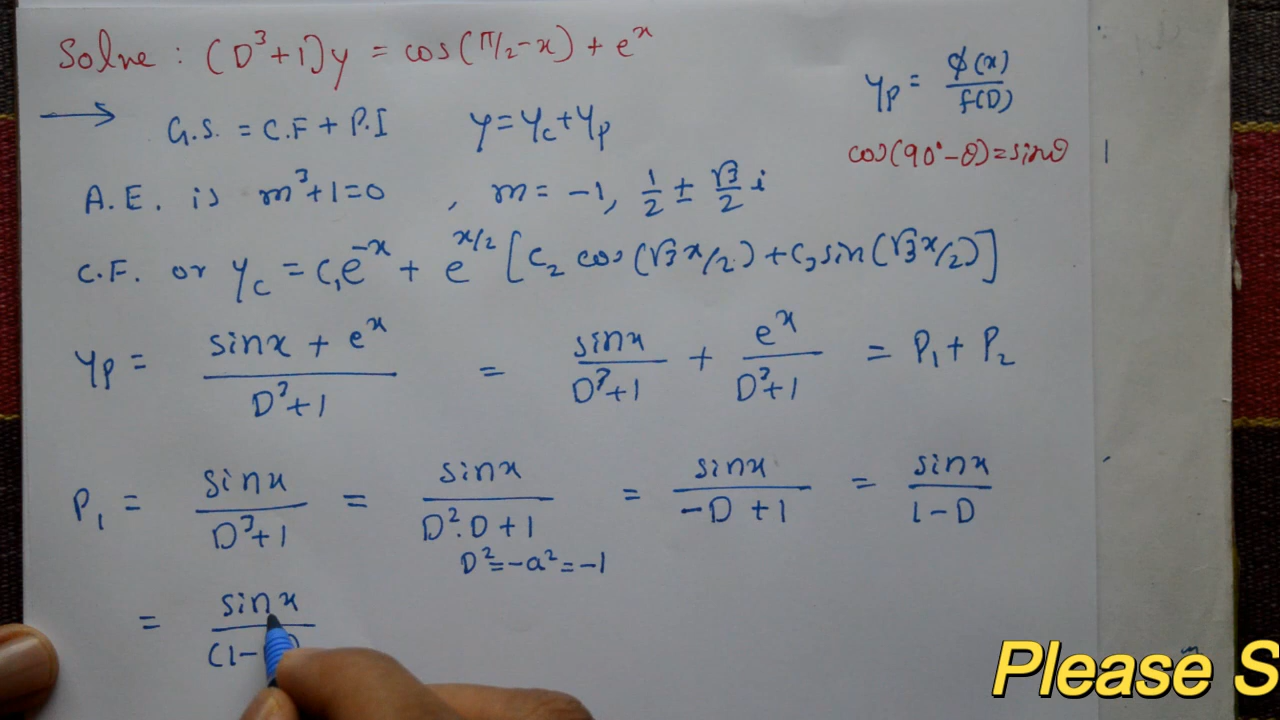 Solve : (D³+1)y = cos(π/2-x) + eˣ
yp = ϕ(x)/f(D)
→ G.S. = C.F + P.I y = yc + yp
cos(90°-θ)=sinθ
A.E. is m³+1=0 , m = -1, 1/2 ± √3/2 i
C.F. or yc = c₁e⁻ˣ + e^(x/2) [c₂ cos(√3x/2) + c₃ sin(√3x/2)]
yp = (sinx + eˣ)/(D³+1) = sinx/(D³+1) + eˣ/(D³+1) = P₁ + P₂
P₁ = sinx/(D³+1) = sinx/(D².D+1) = sinx/(-D+1) = sinx/(1-D)
D²=-a²=-1
= sinx/(1-
Please S